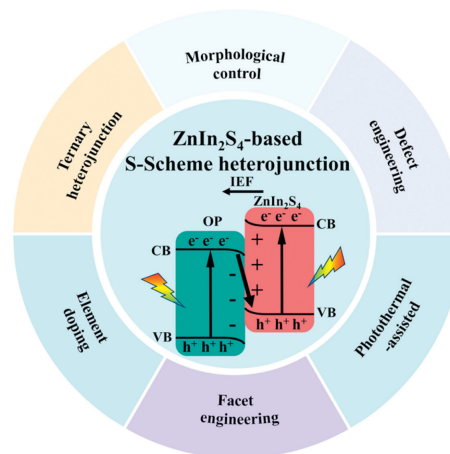 Morphological
control
Defect
engineering
Photothermal
-assisted
Facet
engineering
Element
doping
Ternary
heterojunction
ZnIn₂S₄-based
S-Scheme heterojunction
IEF
ZnIn₂S₄
OP
e⁻ e⁻ e⁻
CB
e⁻ e⁻ e⁻
CB
+
+
+
+
-
-
-
-
VB
h⁺ h⁺ h⁺
VB
h⁺ h⁺ h⁺